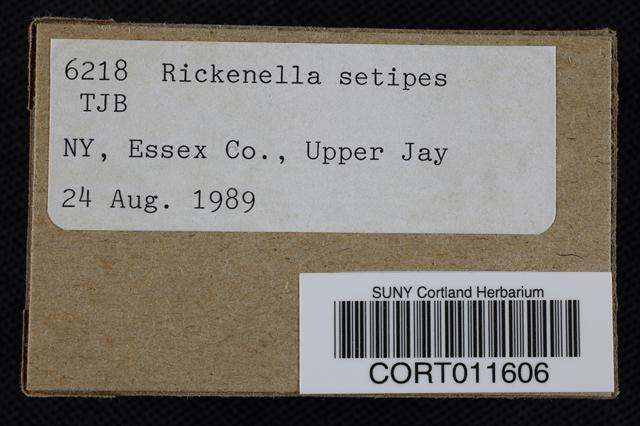 6218 Rickenella setipes
TJB
NY, Essex Co., Upper Jay
24 Aug. 1989
SUNY Cortland Herbarium
CORT011606